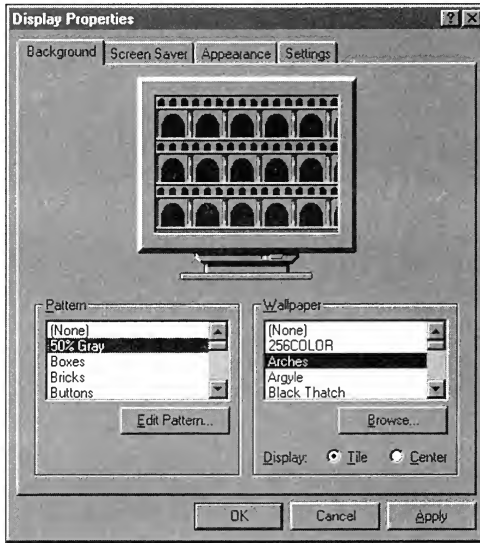 Display Properties
Background Screen Saver Appearance Settings
Pattern
(None)
50% Gray
Boxes
Bricks
Buttons
Edit Pattern...
Wallpaper
(None)
256COLOR
Arches
Argyle
Black Thatch
Browse...
Display: Tile Center
OK Cancel Apply